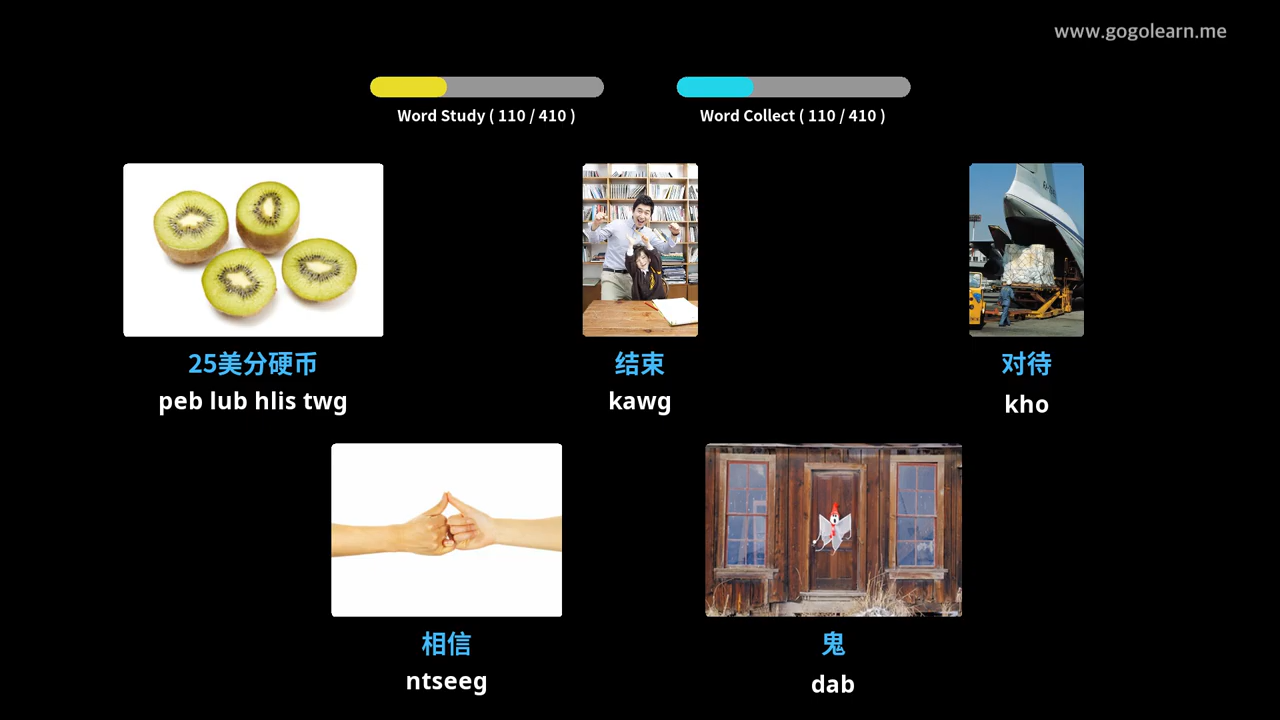 www.gogolearn.me
Word Study ( 110 / 410 )
Word Collect ( 110 / 410 )
25美分硬币
peb lub hlis twg
结束
kawg
对待
kho
相信
ntseeg
鬼
dab